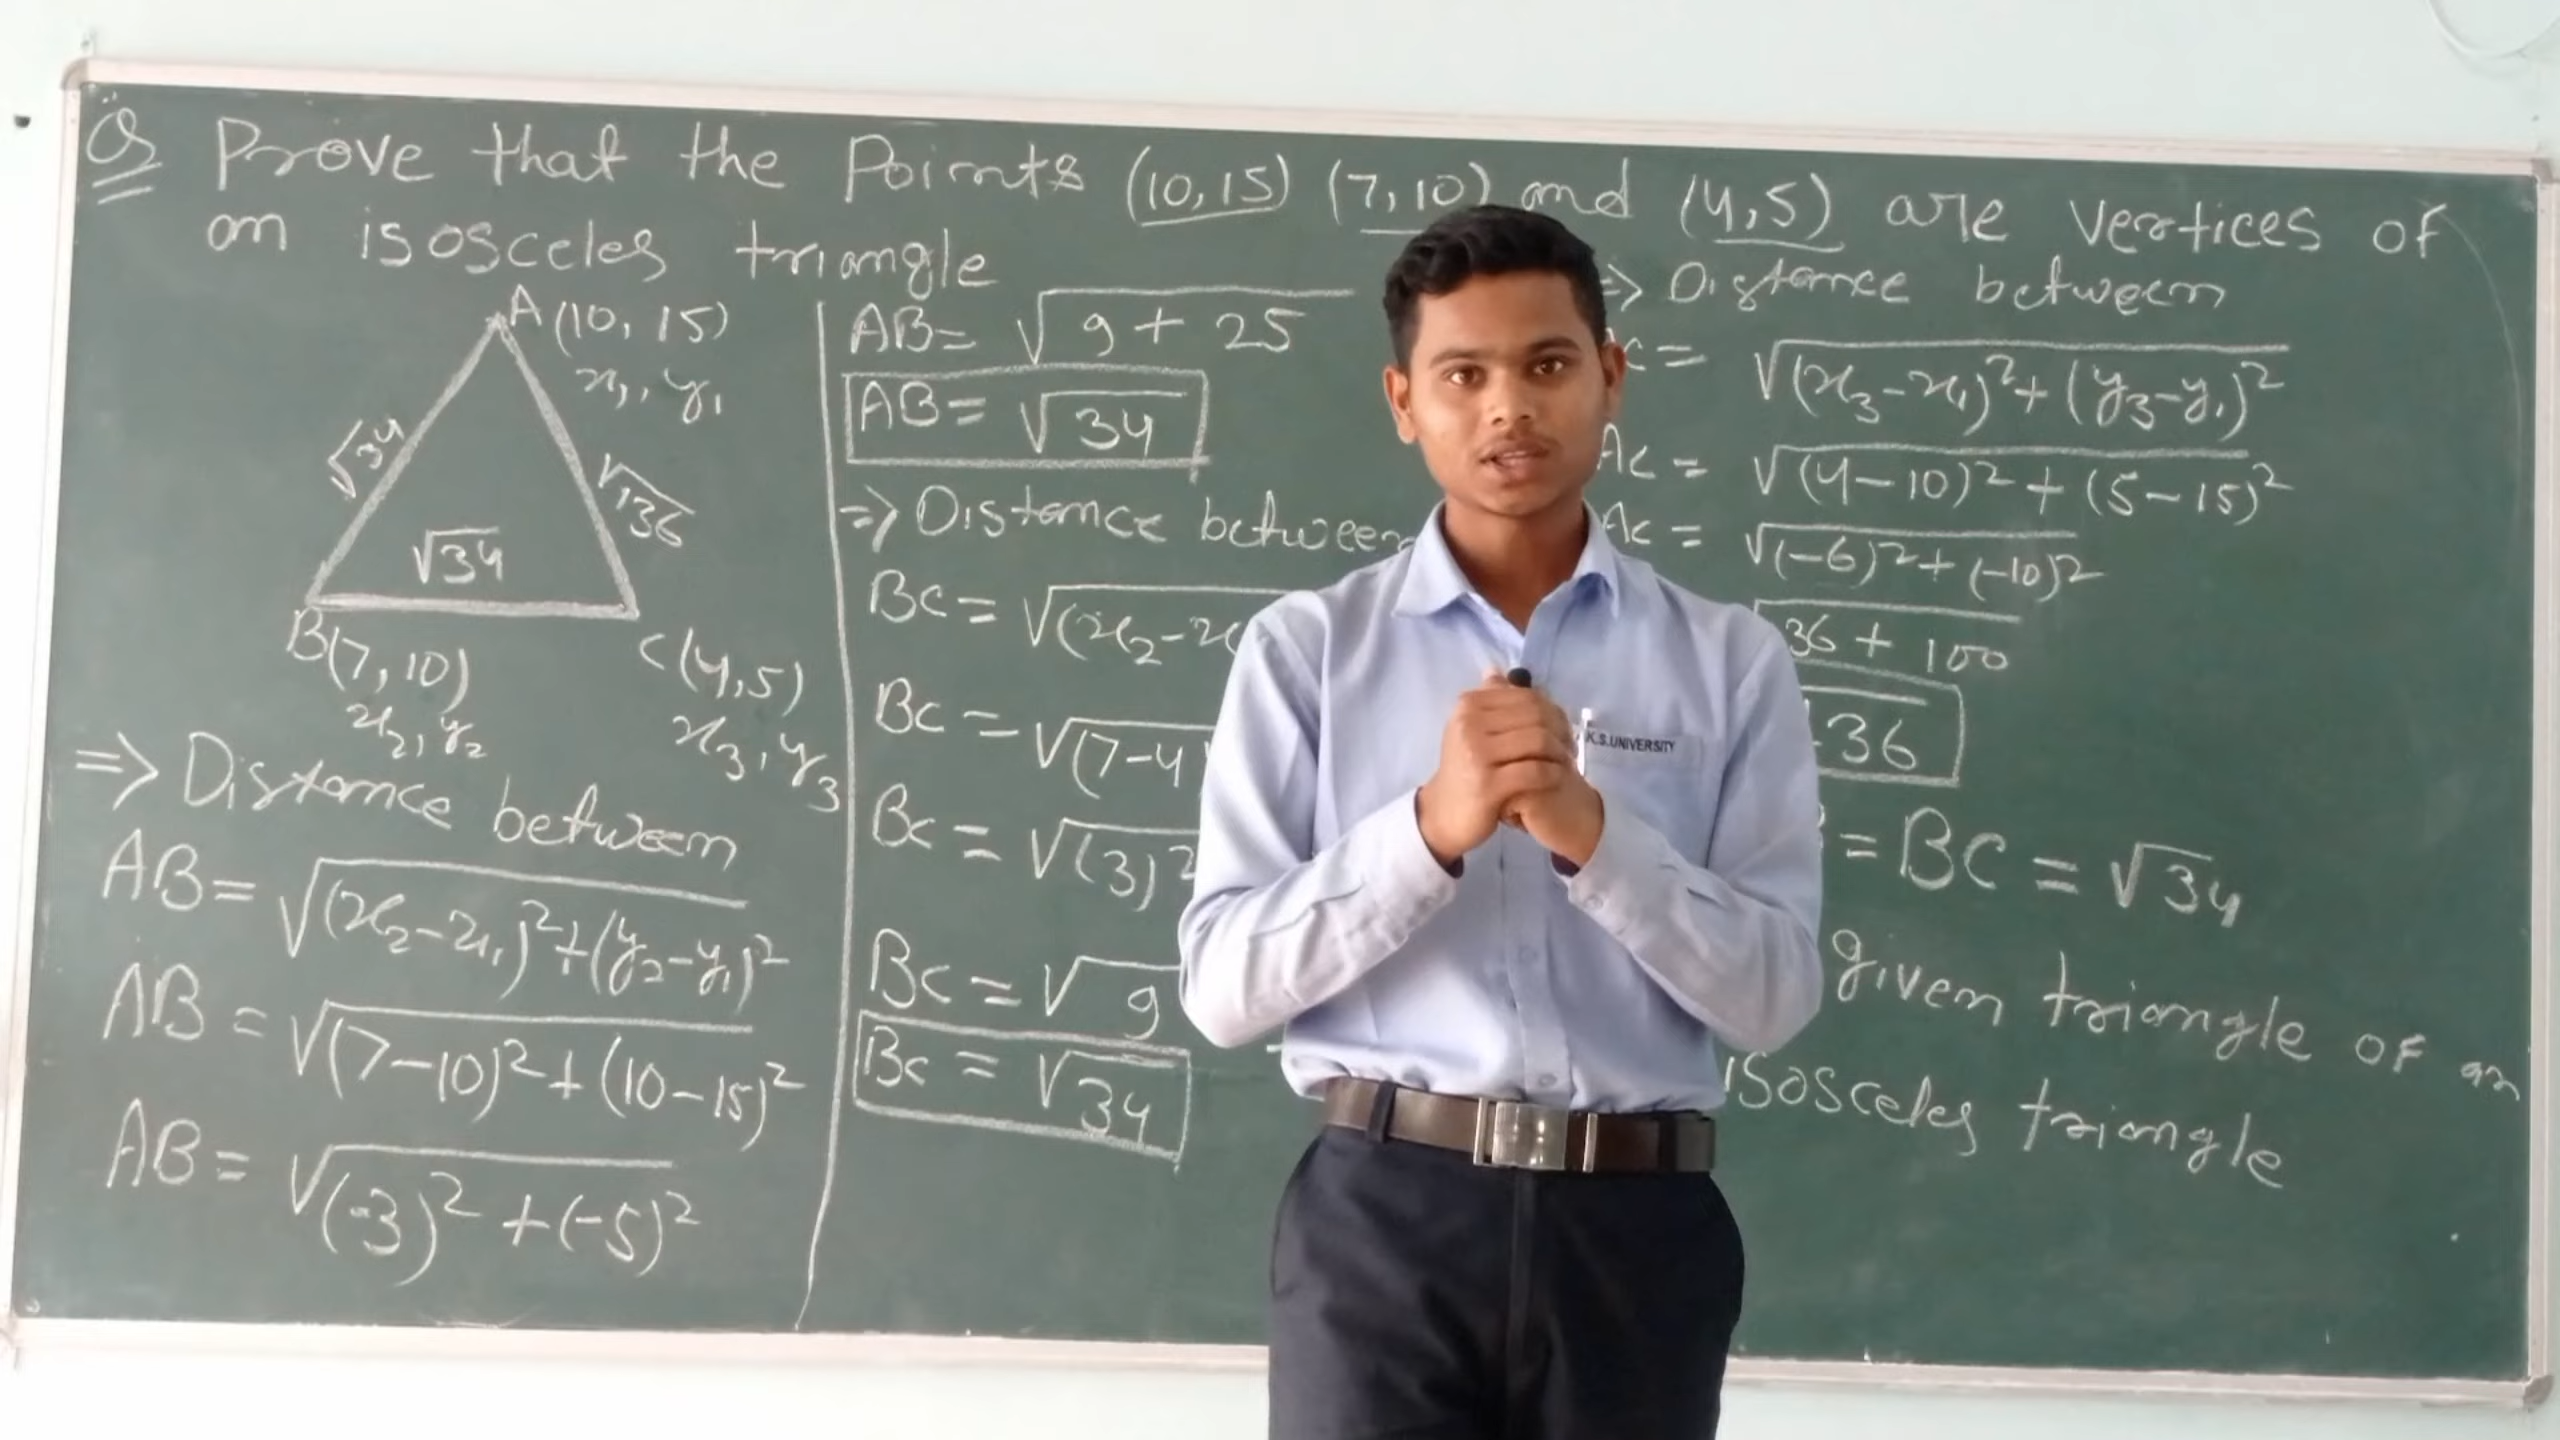 Q Prove that the Points (10,15) (7,10) and (4,5) are vertices of
an isosceles triangle
A (10, 15)
x₁, y₁
√34
√136
√34
B(7, 10)
x₂, y₂
C(4,5)
x₃, y₃
=> Distance between
AB= √(x₂-x₁)²+(y₂-y₁)²
AB = √(7-10)²+(10-15)²
AB = √(-3)²+(-5)²
AB= √9+25
AB= √34
=> Distance between
BC= √(x₂-
BC = √(7-4)
BC = √(3)²
BC = √9
BC = √34
=> Distance between
C = √(x₃-x₁)²+(y₃-y₁)²
AC = √(4-10)²+(5-15)²
AC = √(-6)²+(-10)²
36 + 100
36
= BC = √34
given triangle of an
isosceles triangle
K.S.UNIVERSITY